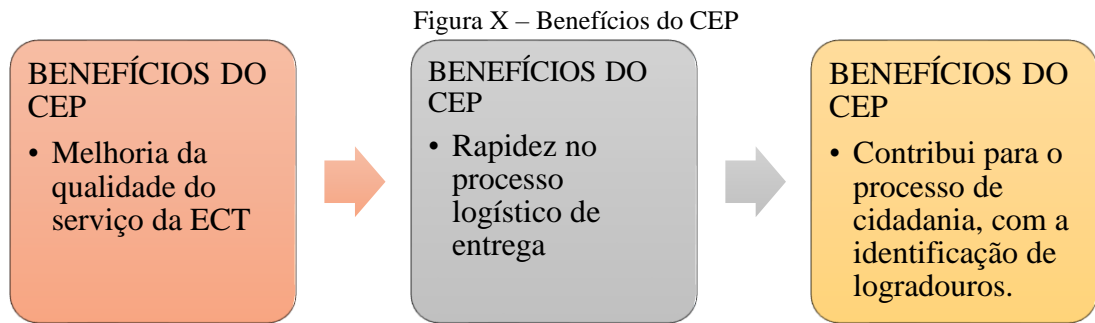 Figura X – Benefícios do CEP
BENEFÍCIOS DO
CEP
• Melhoria da
qualidade do
serviço da ECT
BENEFÍCIOS DO
CEP
• Rapidez no
processo
logístico de
entrega
BENEFÍCIOS DO
CEP
• Contribui para o
processo de
cidadania, com a
identificação de
logradouros.